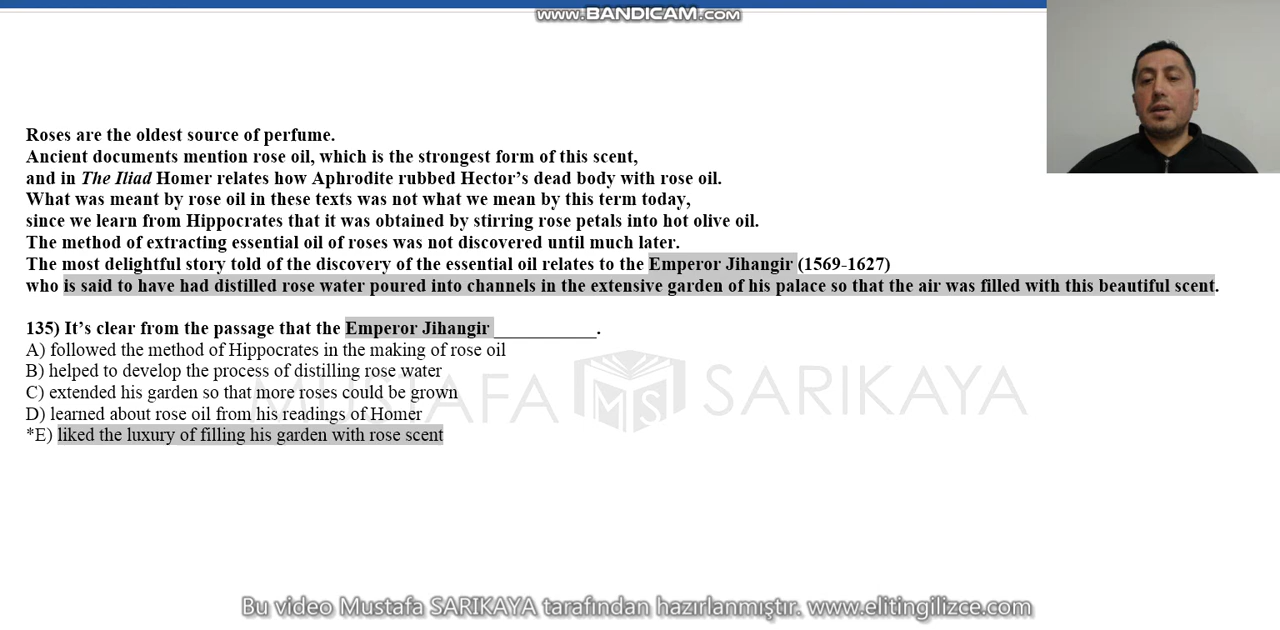 www.BANDICAM.com
Roses are the oldest source of perfume.
Ancient documents mention rose oil, which is the strongest form of this scent,
and in The Iliad Homer relates how Aphrodite rubbed Hector’s dead body with rose oil.
What was meant by rose oil in these texts was not what we mean by this term today,
since we learn from Hippocrates that it was obtained by stirring rose petals into hot olive oil.
The method of extracting essential oil of roses was not discovered until much later.
The most delightful story told of the discovery of the essential oil relates to the Emperor Jihangir (1569-1627)
who is said to have had distilled rose water poured into channels in the extensive garden of his palace so that the air was filled with this beautiful scent.
135) It’s clear from the passage that the Emperor Jihangir ___________.
A) followed the method of Hippocrates in the making of rose oil
B) helped to develop the process of distilling rose water
C) extended his garden so that more roses could be grown
D) learned about rose oil from his readings of Homer
*E) liked the luxury of filling his garden with rose scent
MUSTAFA MS SARIKAYA
Bu video Mustafa SARIKAYA tarafından hazırlanmıştır. www.elitingilizce.com